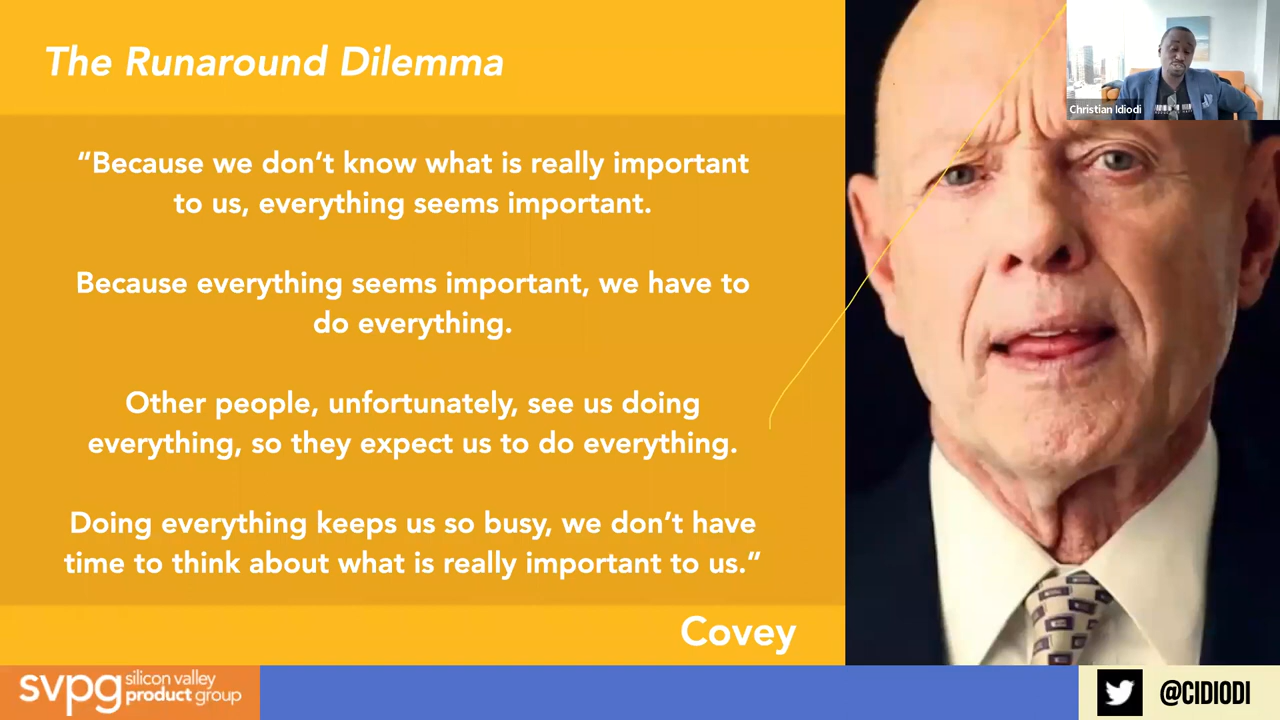 The Runaround Dilemma
Christian Idiodi
“Because we don’t know what is really important
to us, everything seems important.
Because everything seems important, we have to
do everything.
Other people, unfortunately, see us doing
everything, so they expect us to do everything.
Doing everything keeps us so busy, we don’t have
time to think about what is really important to us.”
Covey
svpg silicon valley
product group
@CIDIODI